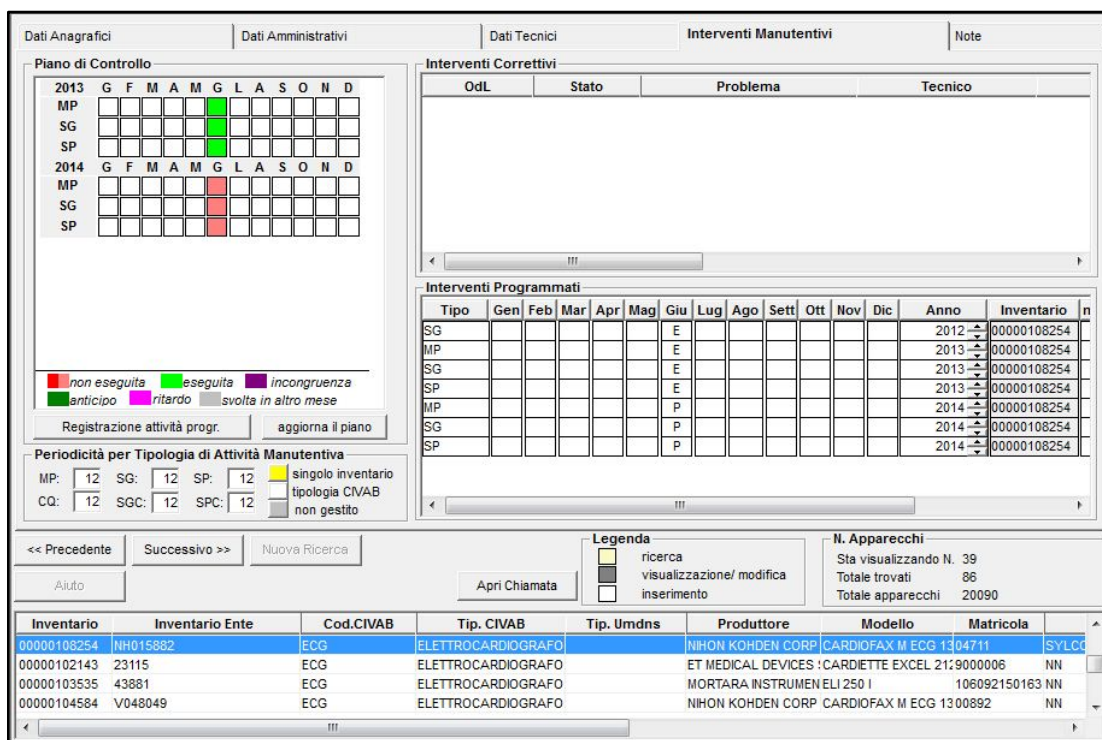 Dati Anagrafici Dati Amministrativi Dati Tecnici Interventi Manutentivi Note
Piano di Controllo
2013 G F M A M G L A S O N D
MP
SG
SP
2014 G F M A M G L A S O N D
MP
SG
SP
non eseguita eseguita incongruenza
anticipo ritardo svolta in altro mese
Registrazione attività progr. aggiorna il piano
Periodicità per Tipologia di Attività Manutentiva
MP: 12 SG: 12 SP: 12 singolo inventario
tipologia CIVAB
CQ: 12 SGC: 12 SPC: 12 non gestito
Interventi Correttivi
OdL Stato Problema Tecnico
Interventi Programmati
Tipo Gen Feb Mar Apr Mag Giu Lug Ago Sett Ott Nov Dic Anno Inventario n
SG E 2012 00000108254
MP E 2013 00000108254
SG E 2013 00000108254
SP E 2013 00000108254
MP P 2014 00000108254
SG P 2014 00000108254
SP P 2014 00000108254
<< Precedente Successivo >> Nuova Ricerca
Aiuto Apri Chiamata
Legenda
ricerca
visualizzazione/ modifica
inserimento
N. Apparecchi
Sta visualizzando N. 39
Totale trovati 86
Totale apparecchi 20090
Inventario Inventario Ente Cod.CIVAB Tip. CIVAB Tip. Umdns Produttore Modello Matricola
00000108254 NH015882 ECG ELETTROCARDIOGRAFO NIHON KOHDEN CORP CARDIOFAX M ECG 13 04711 SYLCO
00000102143 23115 ECG ELETTROCARDIOGRAFO ET MEDICAL DEVICES CARDIETTE EXCEL 212 9000006 NN
00000103535 43881 ECG ELETTROCARDIOGRAFO MORTARA INSTRUMEN ELI 250 I 106092150163 NN
00000104584 V048049 ECG ELETTROCARDIOGRAFO NIHON KOHDEN CORP CARDIOFAX M ECG 13 00892 NN